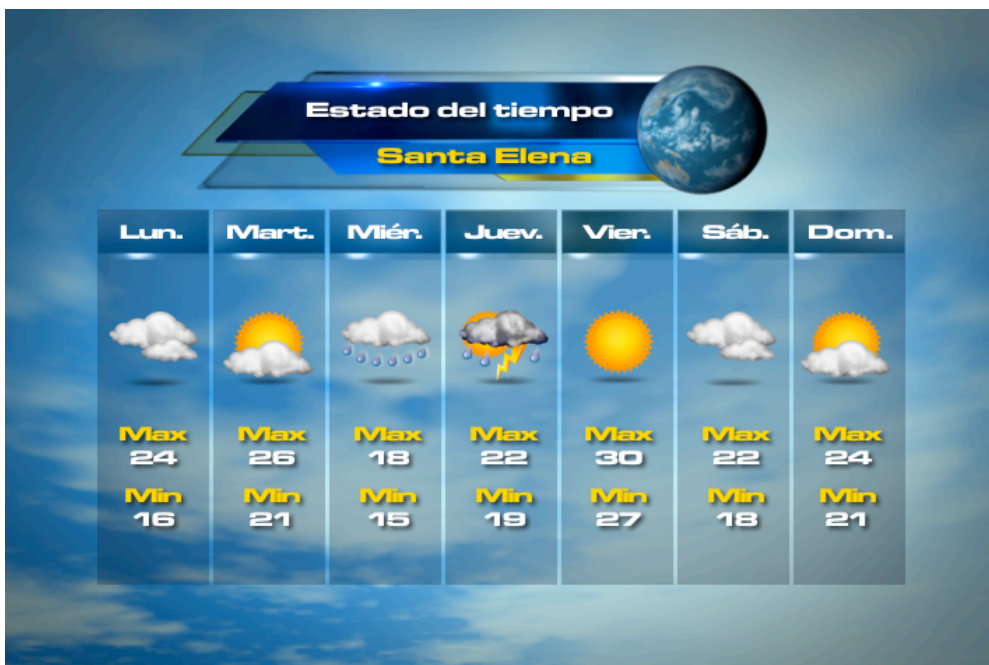 Estado del tiempo
Santa Elena
Lun. Mart. Miér. Juev. Vier. Sáb. Dom.
Max Max Max Max Max Max Max
24 26 18 22 30 22 24
Min Min Min Min Min Min Min
16 21 15 19 27 18 21